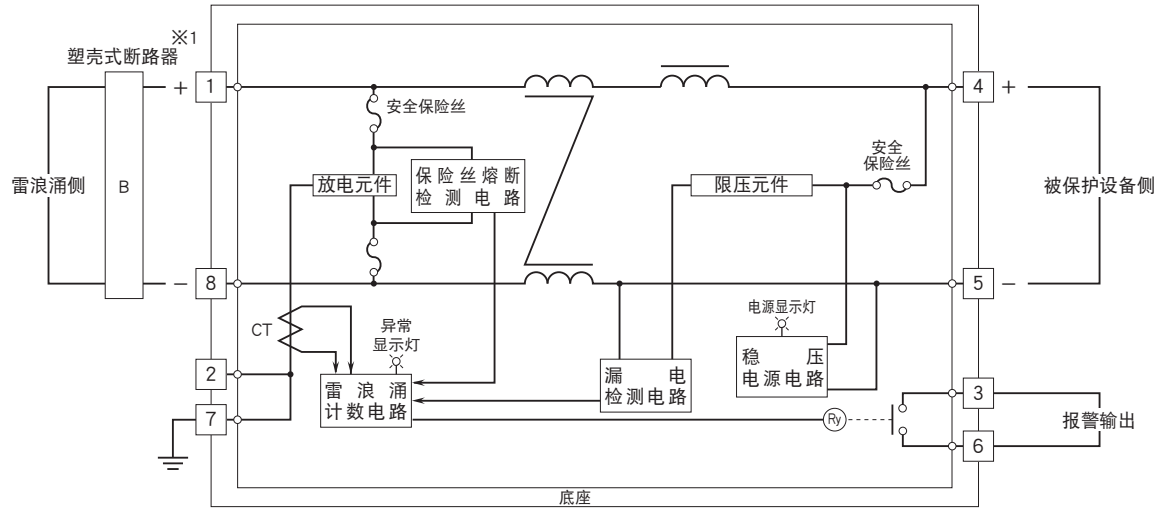 ※1
塑壳式断路器
+
1
安全保险丝
4
+
安全
保险丝
雷浪涌侧
B
放电元件
保险丝熔断
检测电路
限压元件
被保护设备侧
−
8
5
−
CT
异常
显示灯
电源显示灯
稳压
电源电路
2
雷浪涌
计数电路
漏电
检测电路
3
7
Ry
报警输出
6
底座